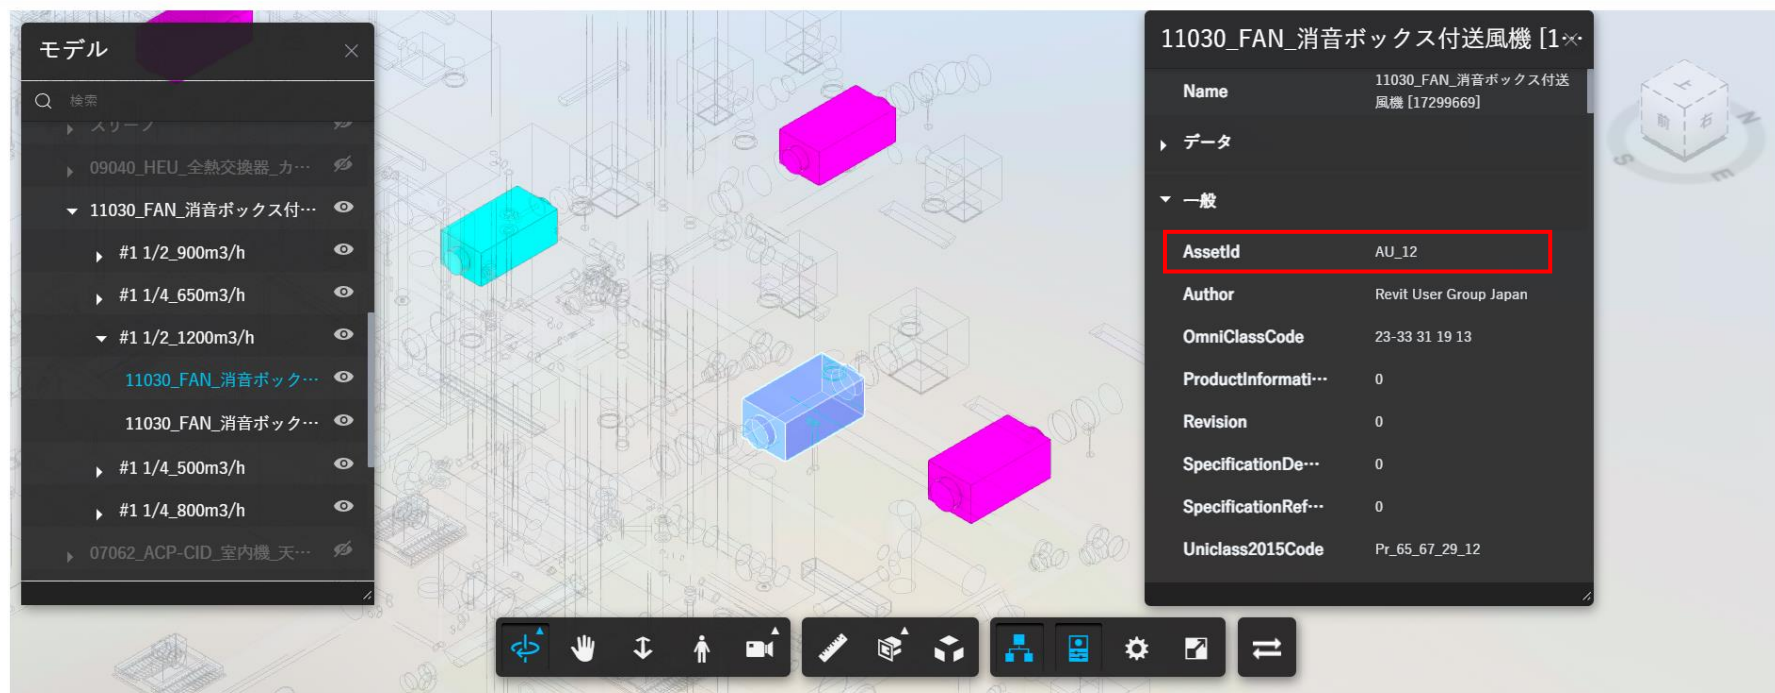 モデル
検索
スリーブ
09040_HEU_全熱交換器_カ…
11030_FAN_消音ボックス付…
#1 1/2_900m3/h
#1 1/4_650m3/h
#1 1/2_1200m3/h
11030_FAN_消音ボック…
11030_FAN_消音ボック…
#1 1/4_500m3/h
#1 1/4_800m3/h
07062_ACP-CID_室内機_天…
11030_FAN_消音ボックス付送風機 [1…
Name 11030_FAN_消音ボックス付送
風機 [17299669]
データ
一般
AssetId AU_12
Author Revit User Group Japan
OmniClassCode 23-33 31 19 13
ProductInformati… 0
Revision 0
SpecificationDe… 0
SpecificationRef… 0
Uniclass2015Code Pr_65_67_29_12
上
前
右
N
S
E